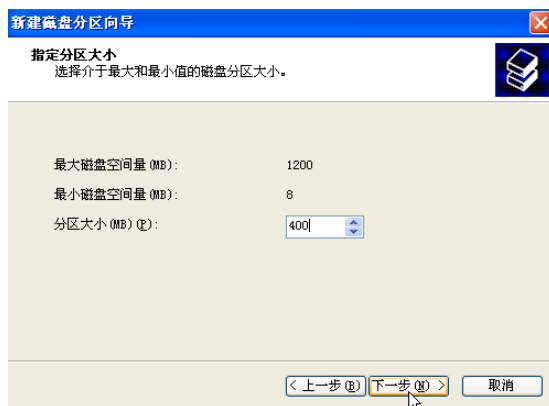 新建磁盘分区向导
指定分区大小
选择介于最大和最小值的磁盘分区大小。
最大磁盘空间量(MB): 1200
最小磁盘空间量(MB): 8
分区大小(MB)(P): 400
< 上一步(B) 下一步(N) > 取消